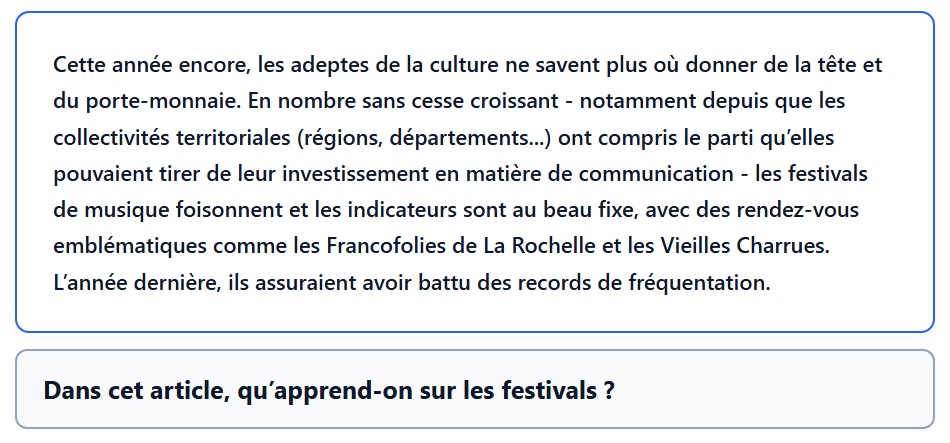 Cette année encore, les adeptes de la culture ne savent plus où donner de la tête et
du porte-monnaie. En nombre sans cesse croissant - notamment depuis que les
collectivités territoriales (régions, départements...) ont compris le parti qu’elles
pouvaient tirer de leur investissement en matière de communication - les festivals
de musique foisonnent et les indicateurs sont au beau fixe, avec des rendez-vous
emblématiques comme les Francofolies de La Rochelle et les Vieilles Charrues.
L’année dernière, ils assuraient avoir battu des records de fréquentation.
Dans cet article, qu’apprend-on sur les festivals ?